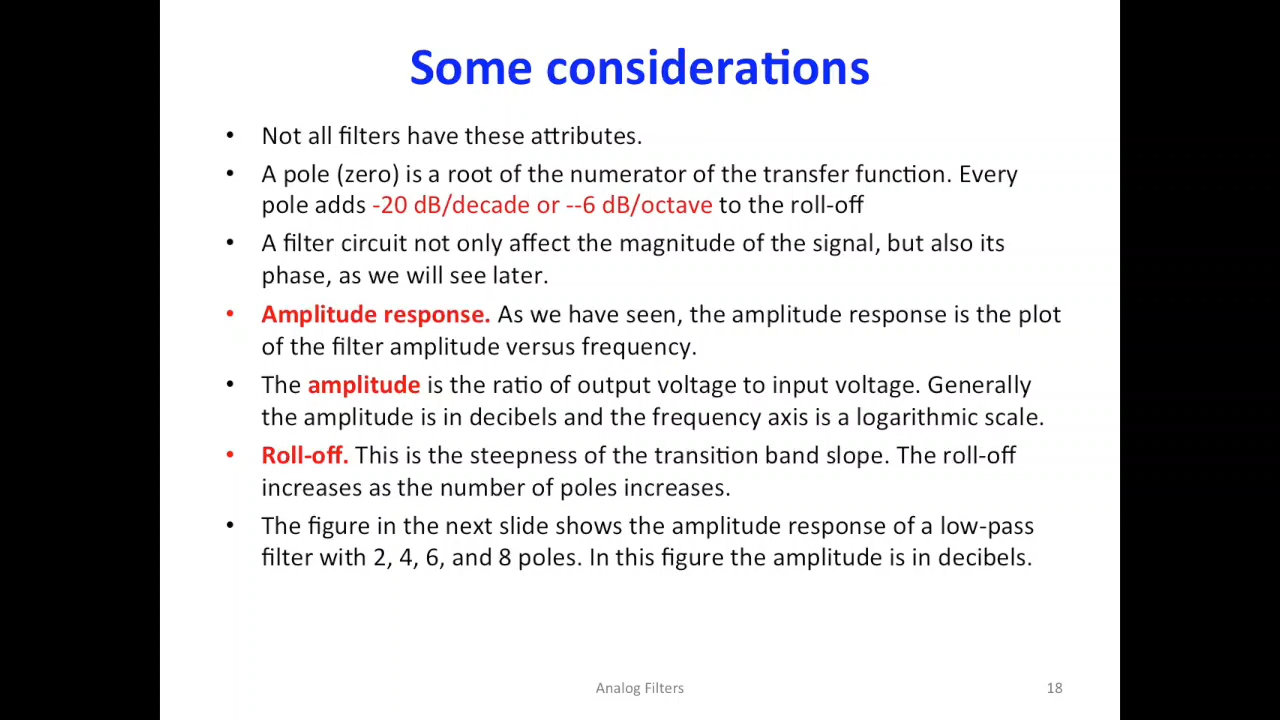 Some considerations
• Not all filters have these attributes.
• A pole (zero) is a root of the numerator of the transfer function. Every
pole adds -20 dB/decade or --6 dB/octave to the roll-off
• A filter circuit not only affect the magnitude of the signal, but also its
phase, as we will see later.
• Amplitude response. As we have seen, the amplitude response is the plot
of the filter amplitude versus frequency.
• The amplitude is the ratio of output voltage to input voltage. Generally
the amplitude is in decibels and the frequency axis is a logarithmic scale.
• Roll-off. This is the steepness of the transition band slope. The roll-off
increases as the number of poles increases.
• The figure in the next slide shows the amplitude response of a low-pass
filter with 2, 4, 6, and 8 poles. In this figure the amplitude is in decibels.
Analog Filters
18